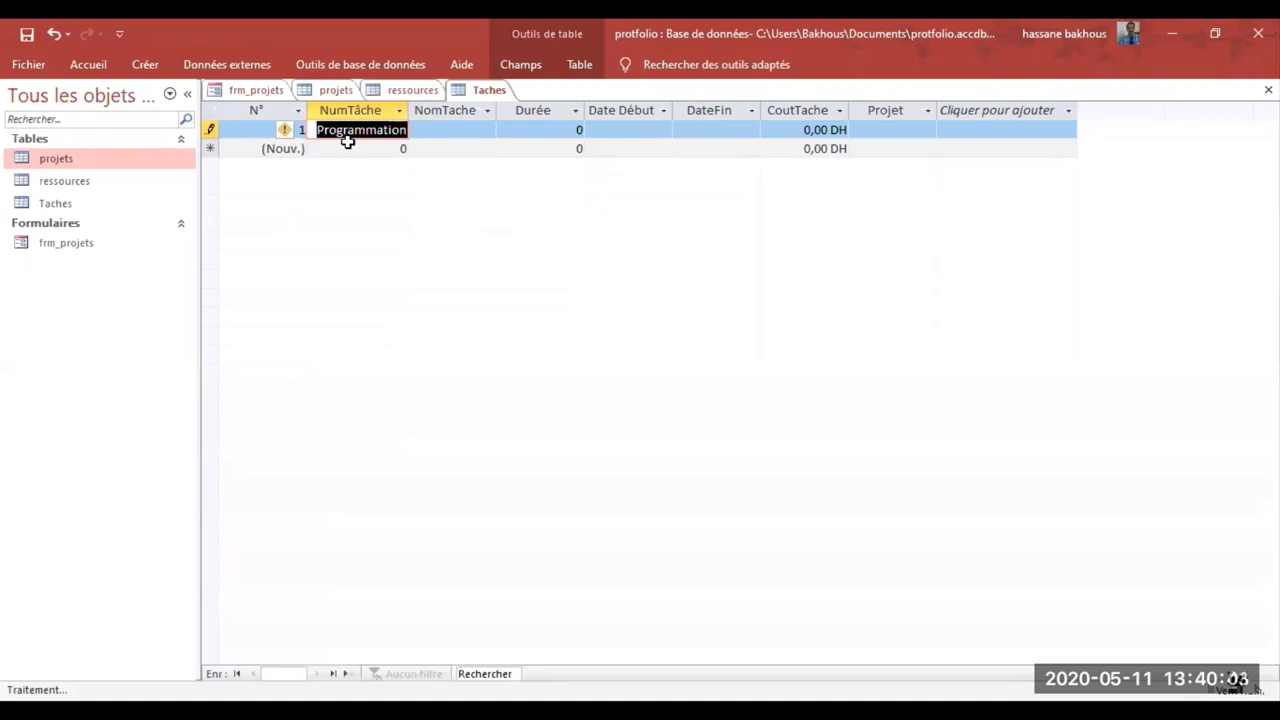 Outils de table
protfolio : Base de données- C:\Users\Bakhous\Documents\protfolio.accdb...
hassane bakhous
Fichier Accueil Créer Données externes Outils de base de données Aide Champs Table Rechercher des outils adaptés
Tous les objets ... «
frm_projets projets ressources Taches
Rechercher...
N° NumTâche NomTache Durée Date Début DateFin CoutTache Projet Cliquer pour ajouter
1 Programmation 0 0,00 DH
(Nouv.) 0 0 0,00 DH
Tables
projets
ressources
Taches
Formulaires
frm_projets
Enr : Aucun filtre Rechercher
2020-05-11 13:40:03
Traitement...